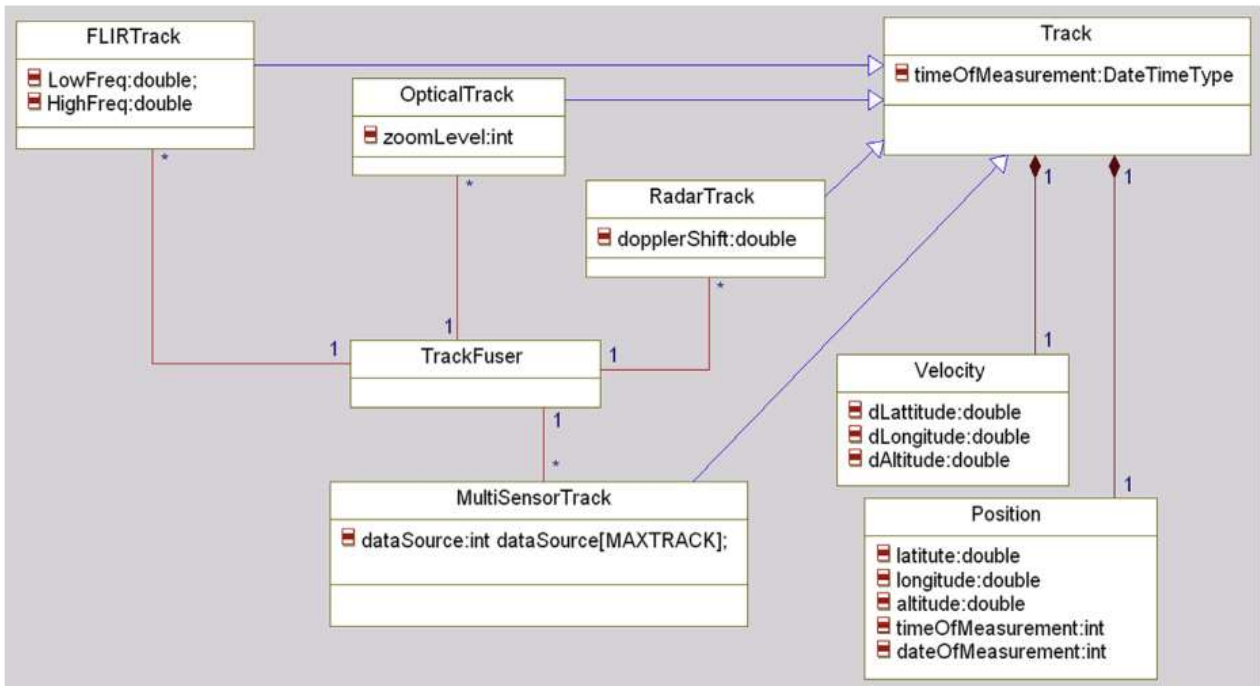 FLIRTrack
LowFreq:double;
HighFreq:double
*
OpticalTrack
zoomLevel:int
*
RadarTrack
dopplerShift:double
*
Track
timeOfMeasurement:DateTimeType
1
1
1
1
1
TrackFuser
1
*
MultiSensorTrack
dataSource:int dataSource[MAXTRACK];
1
Velocity
dLattitude:double
dLongitude:double
dAltitude:double
1
Position
latitute:double
longitude:double
altitude:double
timeOfMeasurement:int
dateOfMeasurement:int